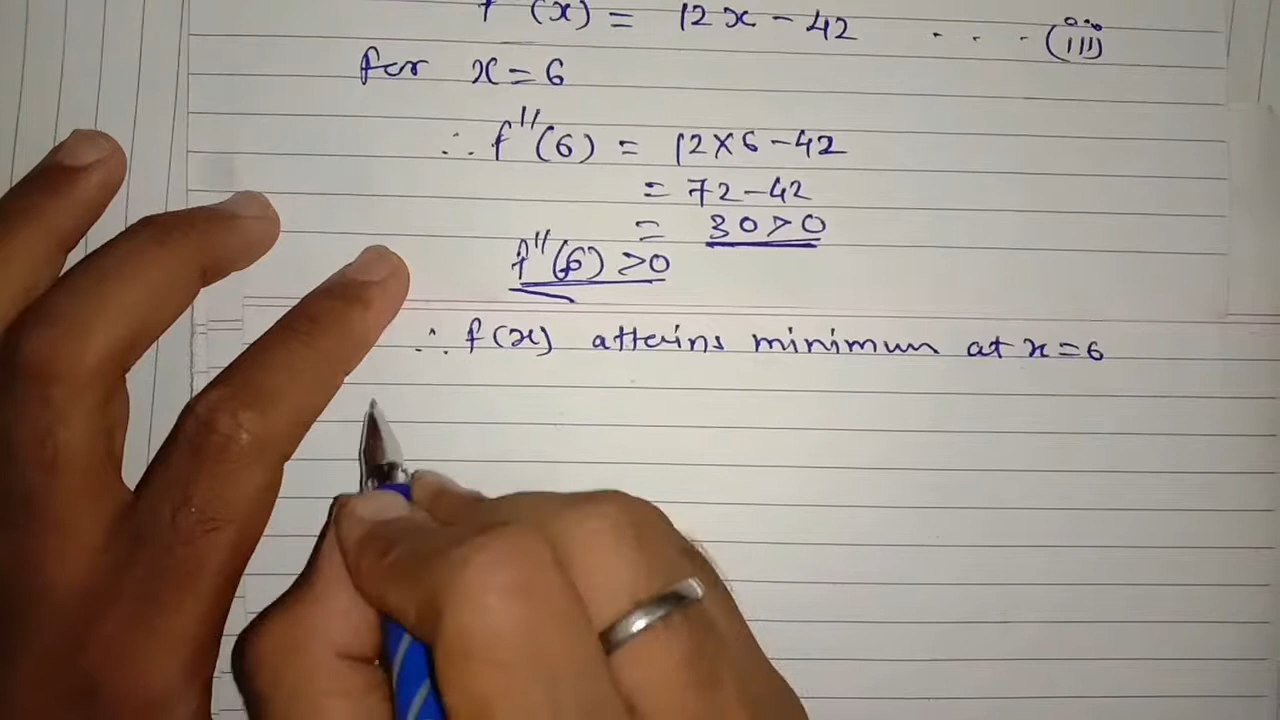 f (x) = 12x - 42 . . . (iii)
for x = 6
∴ f''(6) = 12 × 6 - 42
= 72 - 42
= 30 > 0
f''(6) > 0
∴ f(x) attains minimum at x = 6